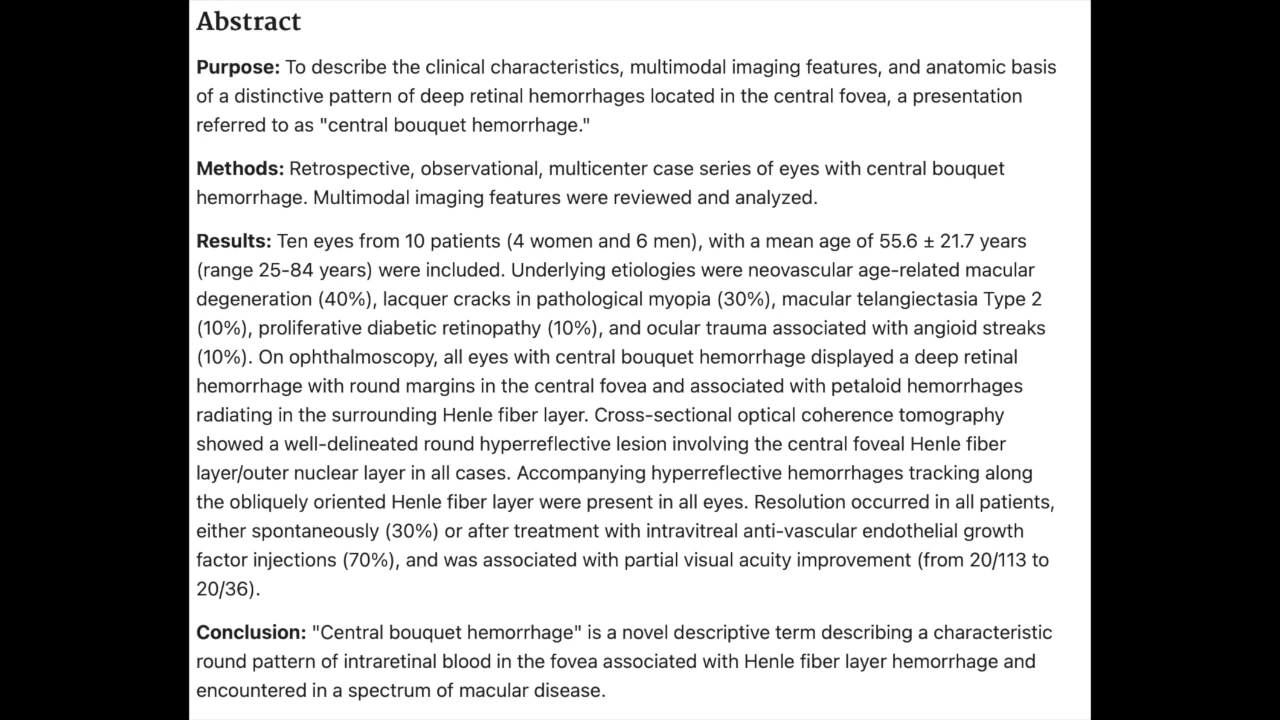 Abstract
Purpose: To describe the clinical characteristics, multimodal imaging features, and anatomic basis
of a distinctive pattern of deep retinal hemorrhages located in the central fovea, a presentation
referred to as "central bouquet hemorrhage."
Methods: Retrospective, observational, multicenter case series of eyes with central bouquet
hemorrhage. Multimodal imaging features were reviewed and analyzed.
Results: Ten eyes from 10 patients (4 women and 6 men), with a mean age of 55.6 ± 21.7 years
(range 25-84 years) were included. Underlying etiologies were neovascular age-related macular
degeneration (40%), lacquer cracks in pathological myopia (30%), macular telangiectasia Type 2
(10%), proliferative diabetic retinopathy (10%), and ocular trauma associated with angioid streaks
(10%). On ophthalmoscopy, all eyes with central bouquet hemorrhage displayed a deep retinal
hemorrhage with round margins in the central fovea and associated with petaloid hemorrhages
radiating in the surrounding Henle fiber layer. Cross-sectional optical coherence tomography
showed a well-delineated round hyperreflective lesion involving the central foveal Henle fiber
layer/outer nuclear layer in all cases. Accompanying hyperreflective hemorrhages tracking along
the obliquely oriented Henle fiber layer were present in all eyes. Resolution occurred in all patients,
either spontaneously (30%) or after treatment with intravitreal anti-vascular endothelial growth
factor injections (70%), and was associated with partial visual acuity improvement (from 20/113 to
20/36).
Conclusion: "Central bouquet hemorrhage" is a novel descriptive term describing a characteristic
round pattern of intraretinal blood in the fovea associated with Henle fiber layer hemorrhage and
encountered in a spectrum of macular disease.